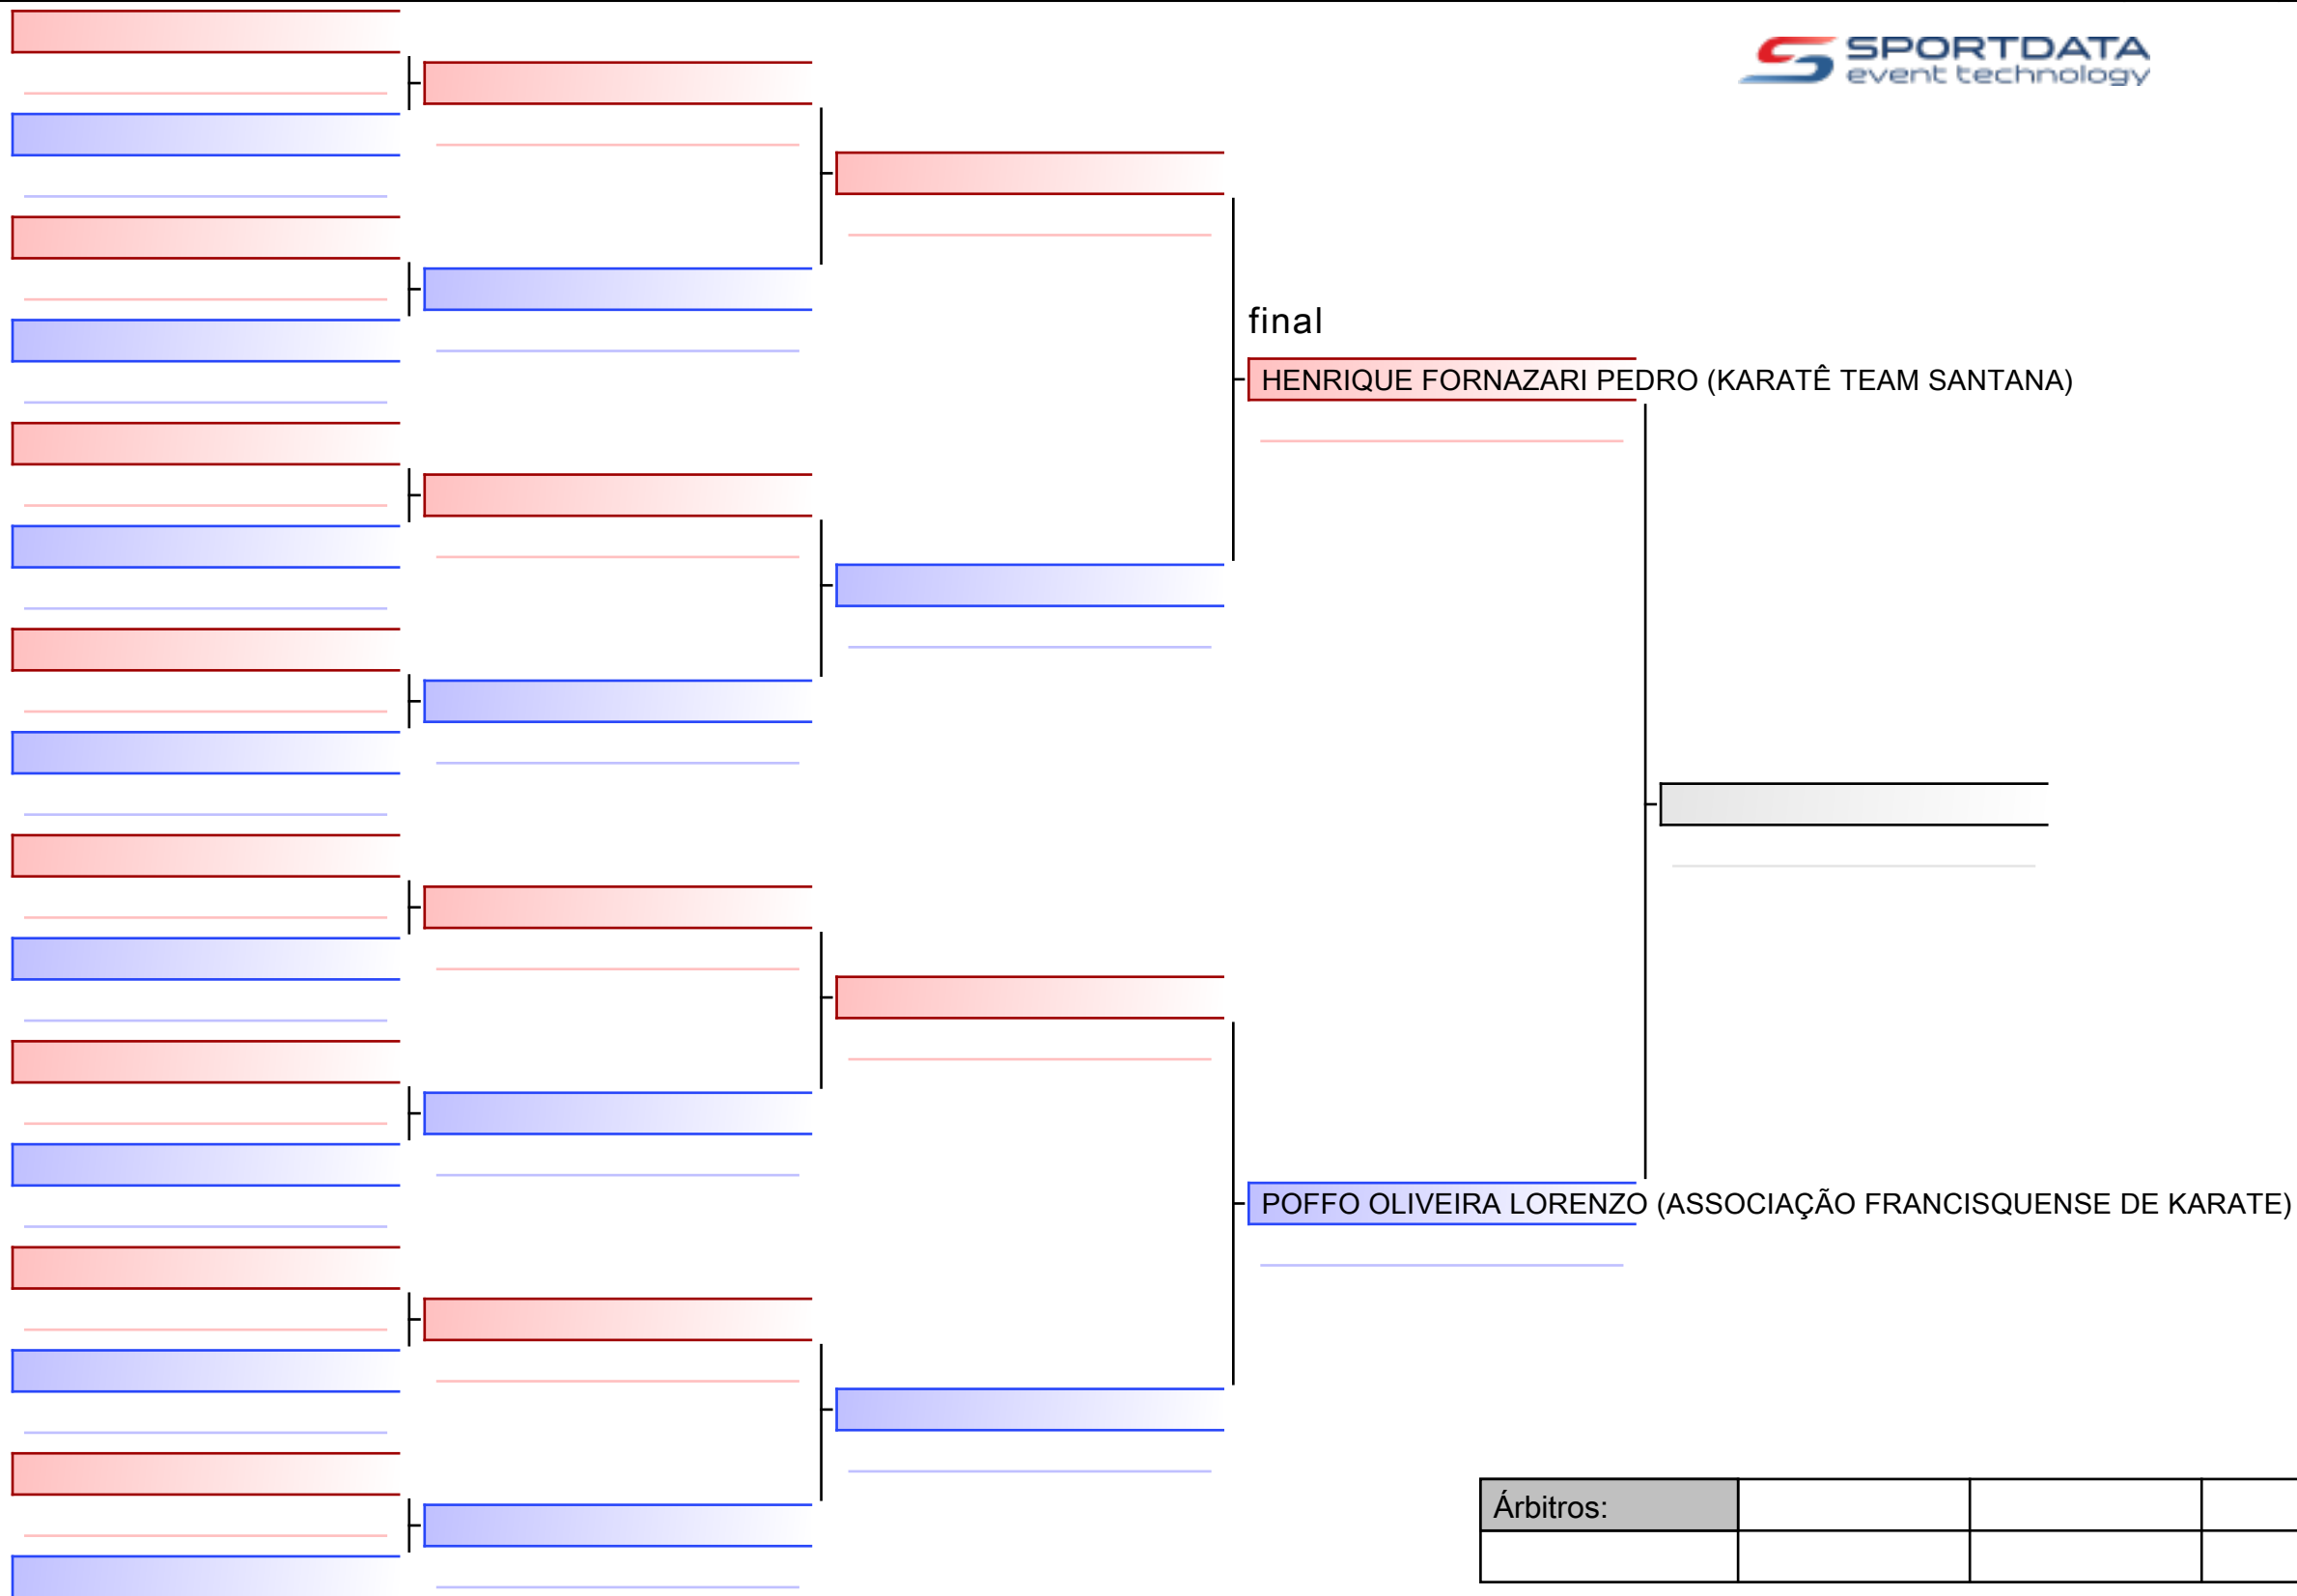 SPORTDATA
event technology
final
HENRIQUE FORNAZARI PEDRO (KARATÊ TEAM SANTANA)
POFFO OLIVEIRA LORENZO (ASSOCIAÇÃO FRANCISQUENSE DE KARATE)
Árbitros: